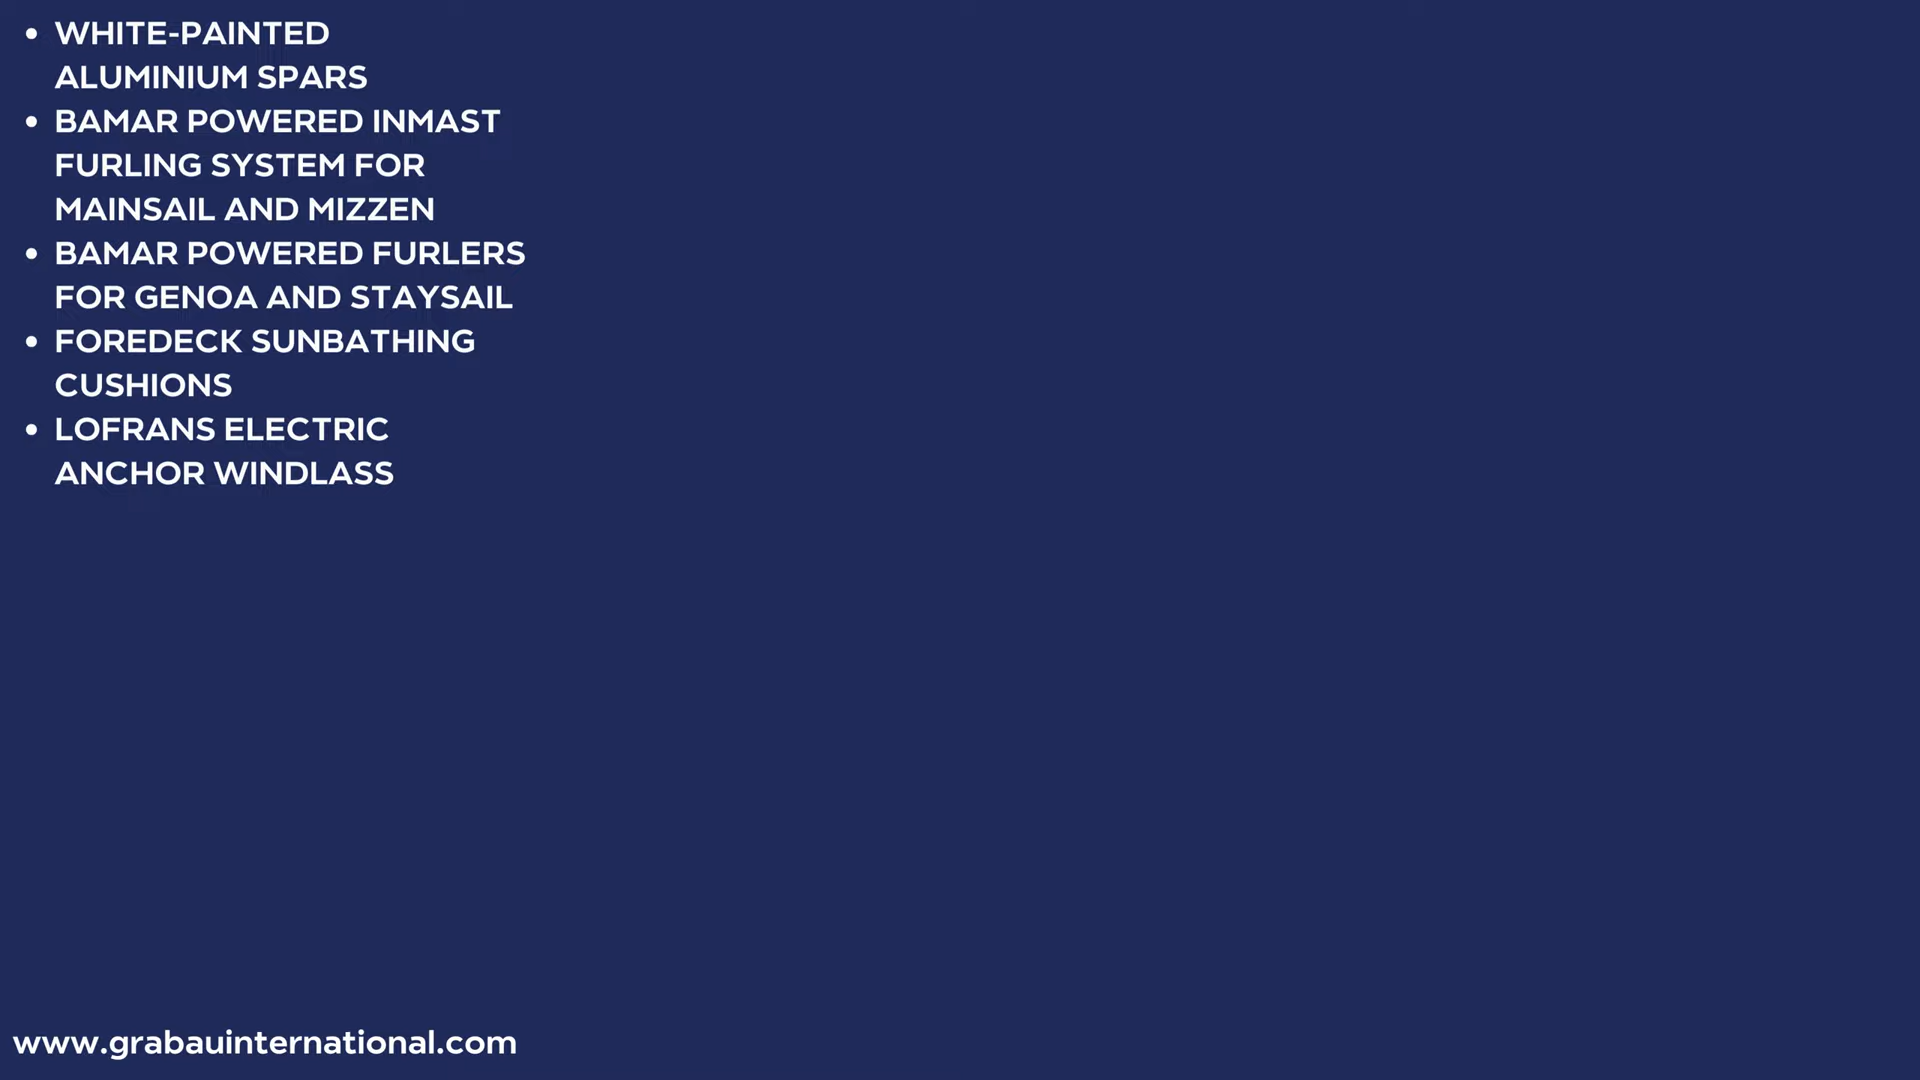 • WHITE-PAINTED
ALUMINIUM SPARS
• BAMAR POWERED INMAST
FURLING SYSTEM FOR
MAINSAIL AND MIZZEN
• BAMAR POWERED FURLERS
FOR GENOA AND STAYSAIL
• FOREDECK SUNBATHING
CUSHIONS
• LOFRANS ELECTRIC
ANCHOR WINDLASS
www.grabauinternational.com